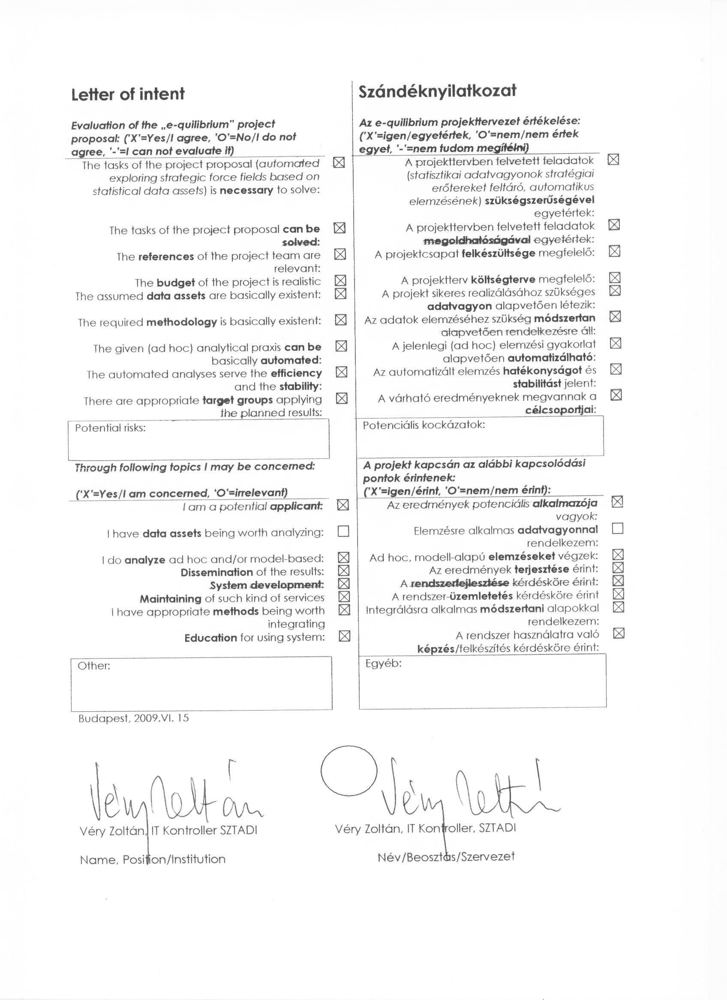 Letter of intent
Evaluation of the „e-quilibrium” project
proposal: ('X'=Yes/I agree, 'O'=No/I do not
agree, '-'=I can not evaluate it)
The tasks of the project proposal (automated ☒
exploring strategic force fields based on
statistical data assets) is necessary to solve:
The tasks of the project proposal can be ☒
solved:
The references of the project team are ☒
relevant:
The budget of the project is realistic ☒
The assumed data assets are basically existent: ☒
The required methodology is basically existent: ☒
The given (ad hoc) analytical praxis can be ☒
basically automated:
The automated analyses serve the efficiency ☒
and the stability:
There are appropriate target groups applying ☒
the planned results:
Potential risks:
Through following topics I may be concerned:
('X'=Yes/I am concerned, 'O'=irrelevant)
I am a potential applicant: ☒
I have data assets being worth analyzing: ☐
I do analyze ad hoc and/or model-based: ☒
Dissemination of the results: ☒
System development: ☒
Maintaining of such kind of services ☒
I have appropriate methods being worth ☒
integrating
Education for using system: ☒
Other:
Budapest, 2009.VI. 15
Véry Zoltán
Véry Zoltán, IT Kontroller SZTADI
Name, Position/Institution
Szándéknyilatkozat
Az e-quilibrium projekttervezet értékelése:
('X'=igen/egyetértek, 'O'=nem/nem értek
egyet, '-'=nem tudom megítélni)
A projekttervben felvetett feladatok ☒
(statisztikai adatvagyonok stratégiai
erőtereket feltáró, automatikus
elemzésének) szükségszerűségével
egyetértek:
A projekttervben felvetett feladatok ☒
megoldhatóságával egyetértek:
A projektcsapat felkészültsége megfelelő: ☒
A projektterv költségterve megfelelő: ☒
A projekt sikeres realizálásához szükséges ☒
adatvagyon alapvetően létezik:
Az adatok elemzéséhez szükség módszertan ☒
alapvetően rendelkezésre áll:
A jelenlegi (ad hoc) elemzési gyakorlat ☒
alapvetően automatizálható:
Az automatizált elemzés hatékonyságot és ☒
stabilitást jelent:
A várható eredményeknek megvannak a ☒
célcsoportjai:
Potenciális kockázatok:
A projekt kapcsán az alábbi kapcsolódási
pontok érintenek:
('X'=igen/érint, 'O'=nem/nem érint):
Az eredmények potenciális alkalmazója ☒
vagyok:
Elemzésre alkalmas adatvagyonnal ☐
rendelkezem:
Ad hoc, modell-alapú elemzéseket végzek: ☒
Az eredmények terjesztése érint: ☒
A rendszerfejlesztése kérdésköre érint: ☒
A rendszer-üzemletetés kérdésköre érint ☒
Integrálásra alkalmas módszertani alapokkal ☒
rendelkezem:
A rendszer használatra való ☒
képzés/felkészítés kérdésköre érint:
Egyéb:
Véry Zoltán
Véry Zoltán, IT Kontroller, SZTADI
Név/Beosztás/Szervezet